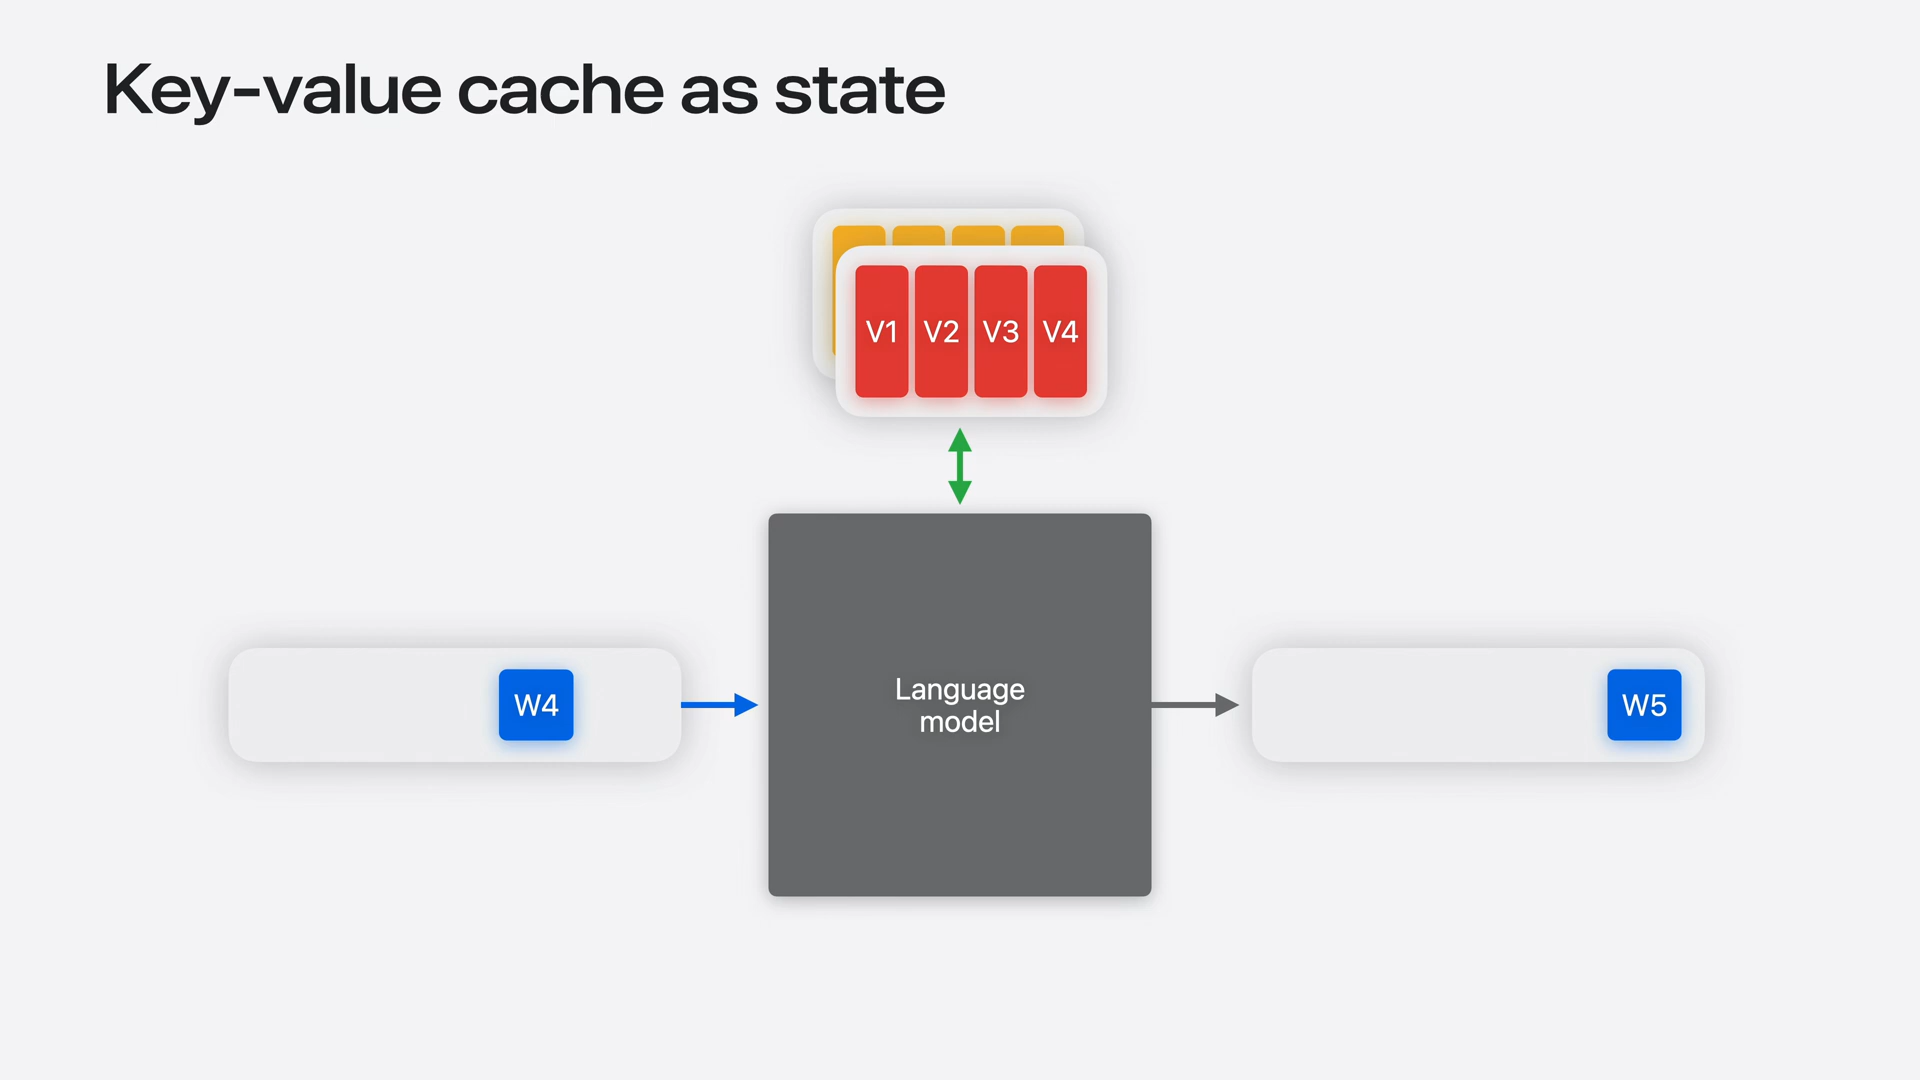 Key-value cache as state
V1 V2 V3 V4
W4
Language
model
W5